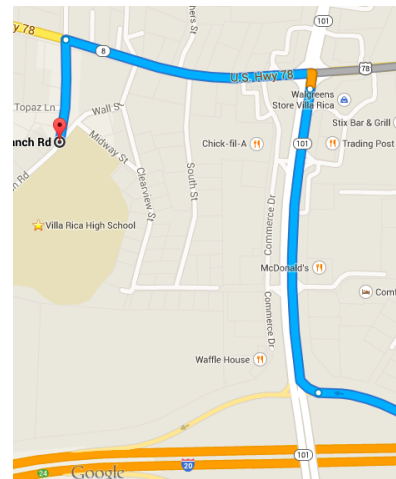 101
Hwy 78
8
U.S. Hwy 78
78
Walgreens
Store Villa Rica
Topaz Ln
Wall St
Stix Bar & Grill
anch Rd
Midway St
Chick-fil-A
101
Trading Post
Clearview St
South St
Commerce Dr
Villa Rica High School
McDonald's
Commerce Dr
Waffle House
101
20
24
Google